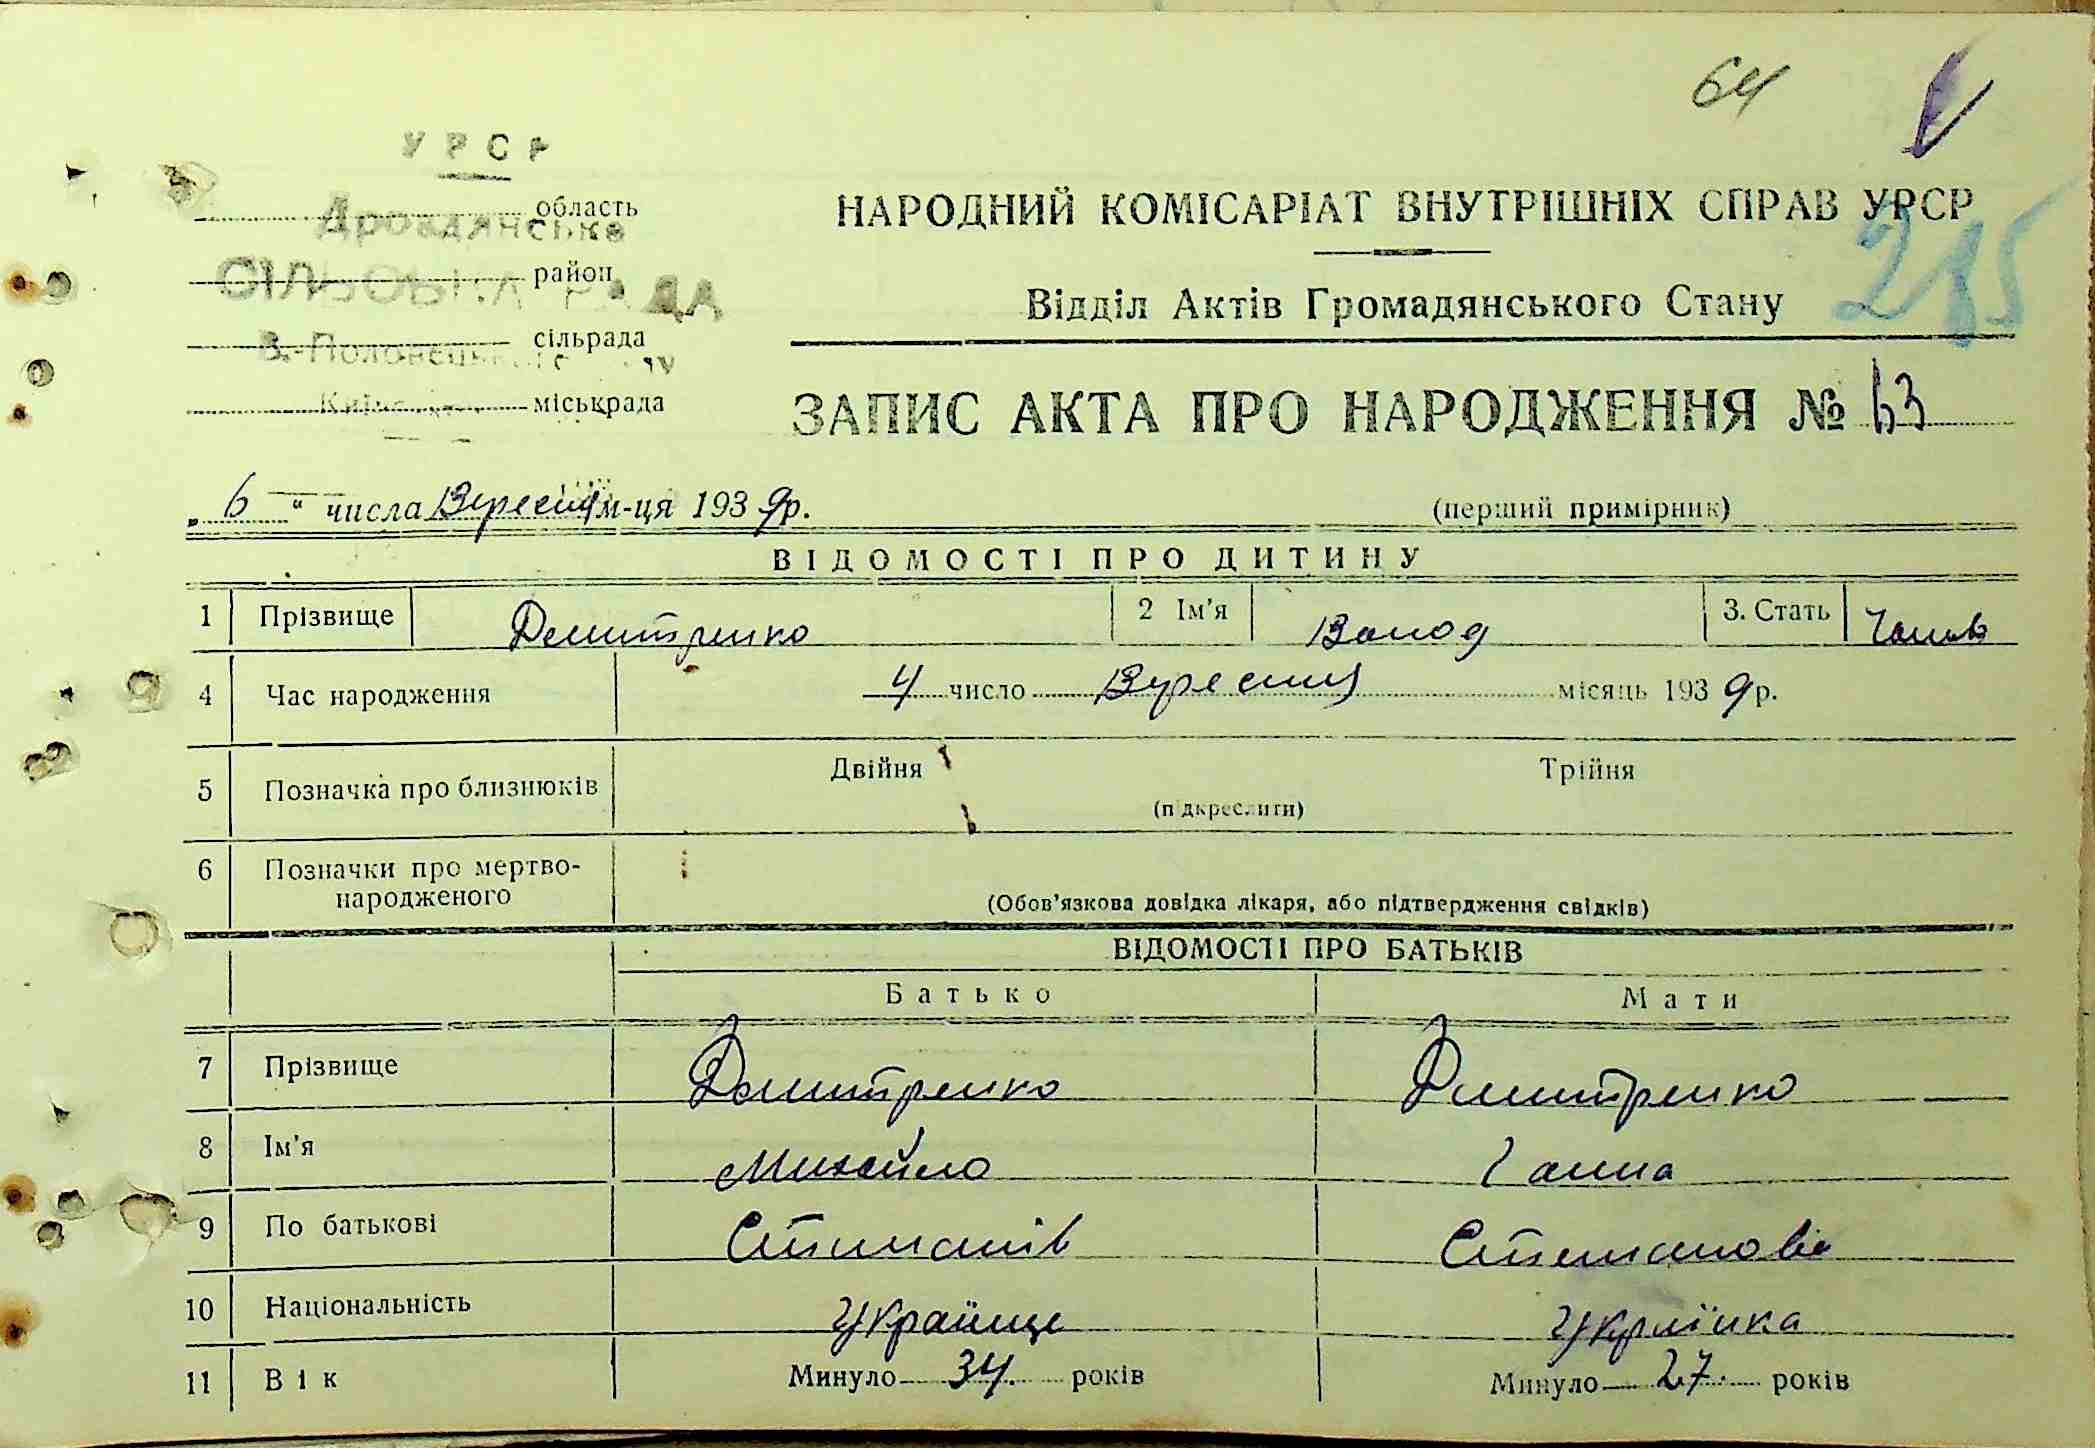 64
УРСР
Дровдянська
область
СІЛЬСЬКА РАДА
район
В.-Полонецьк
сільрада
міськрада
НАРОДНИЙ КОМІСАРІАТ ВНУТРІШНІХ СПРАВ УРСР
Відділ Актів Громадянського Стану
ЗАПИС АКТА ПРО НАРОДЖЕННЯ № 63
„6“ числа Вересня м-ця 1939 р.
(перший примірник)
ВІДОМОСТІ ПРО ДИТИНУ
1 Прізвище Дмитренко 2 Ім’я 3. Стать Чолов
4 Час народження 4 число Вересня місяць 1939 р.
5 Позначка про близнюків Двійня Трійня
(підкреслити)
6 Позначки про мертво-
народженого
(Обов’язкова довідка лікаря, або підтвердження свідків)
ВІДОМОСТІ ПРО БАТЬКІВ
Батько Мати
7 Прізвище Дмитренко Дмитренко
8 Ім’я Михайло Ганна
9 По батькові Степанів Степанова
10 Національність Українце Українка
11 Вік Минуло 34 років Минуло 27 років